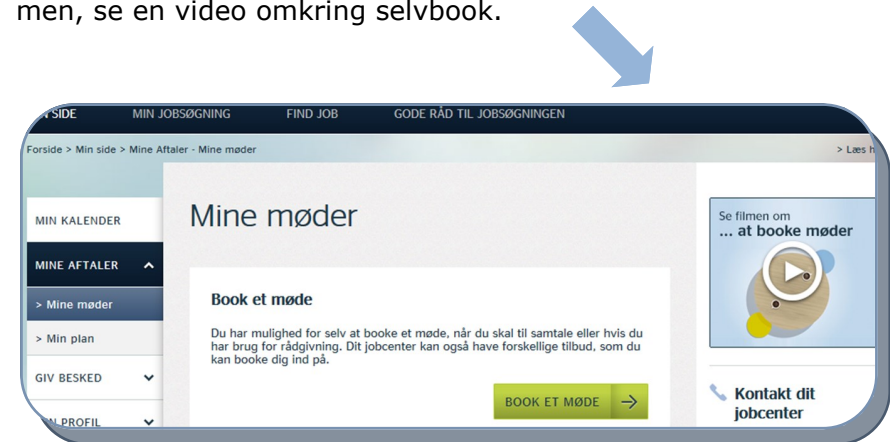 men, se en video omkring selvbook.
SIDE MIN JOBSØGNING FIND JOB GODE RÅD TIL JOBSØGNINGEN
Forside > Min side > Mine Aftaler - Mine møder > Læs
MIN KALENDER
MINE AFTALER
> Mine møder
> Min plan
GIV BESKED
PROFIL
Mine møder
Book et møde
Du har mulighed for selv at booke et møde, når du skal til samtale eller hvis du
har brug for rådgivning. Dit jobcenter kan også have forskellige tilbud, som du
kan booke dig ind på.
BOOK ET MØDE
Se filmen om
... at booke møder
Kontakt dit
jobcenter